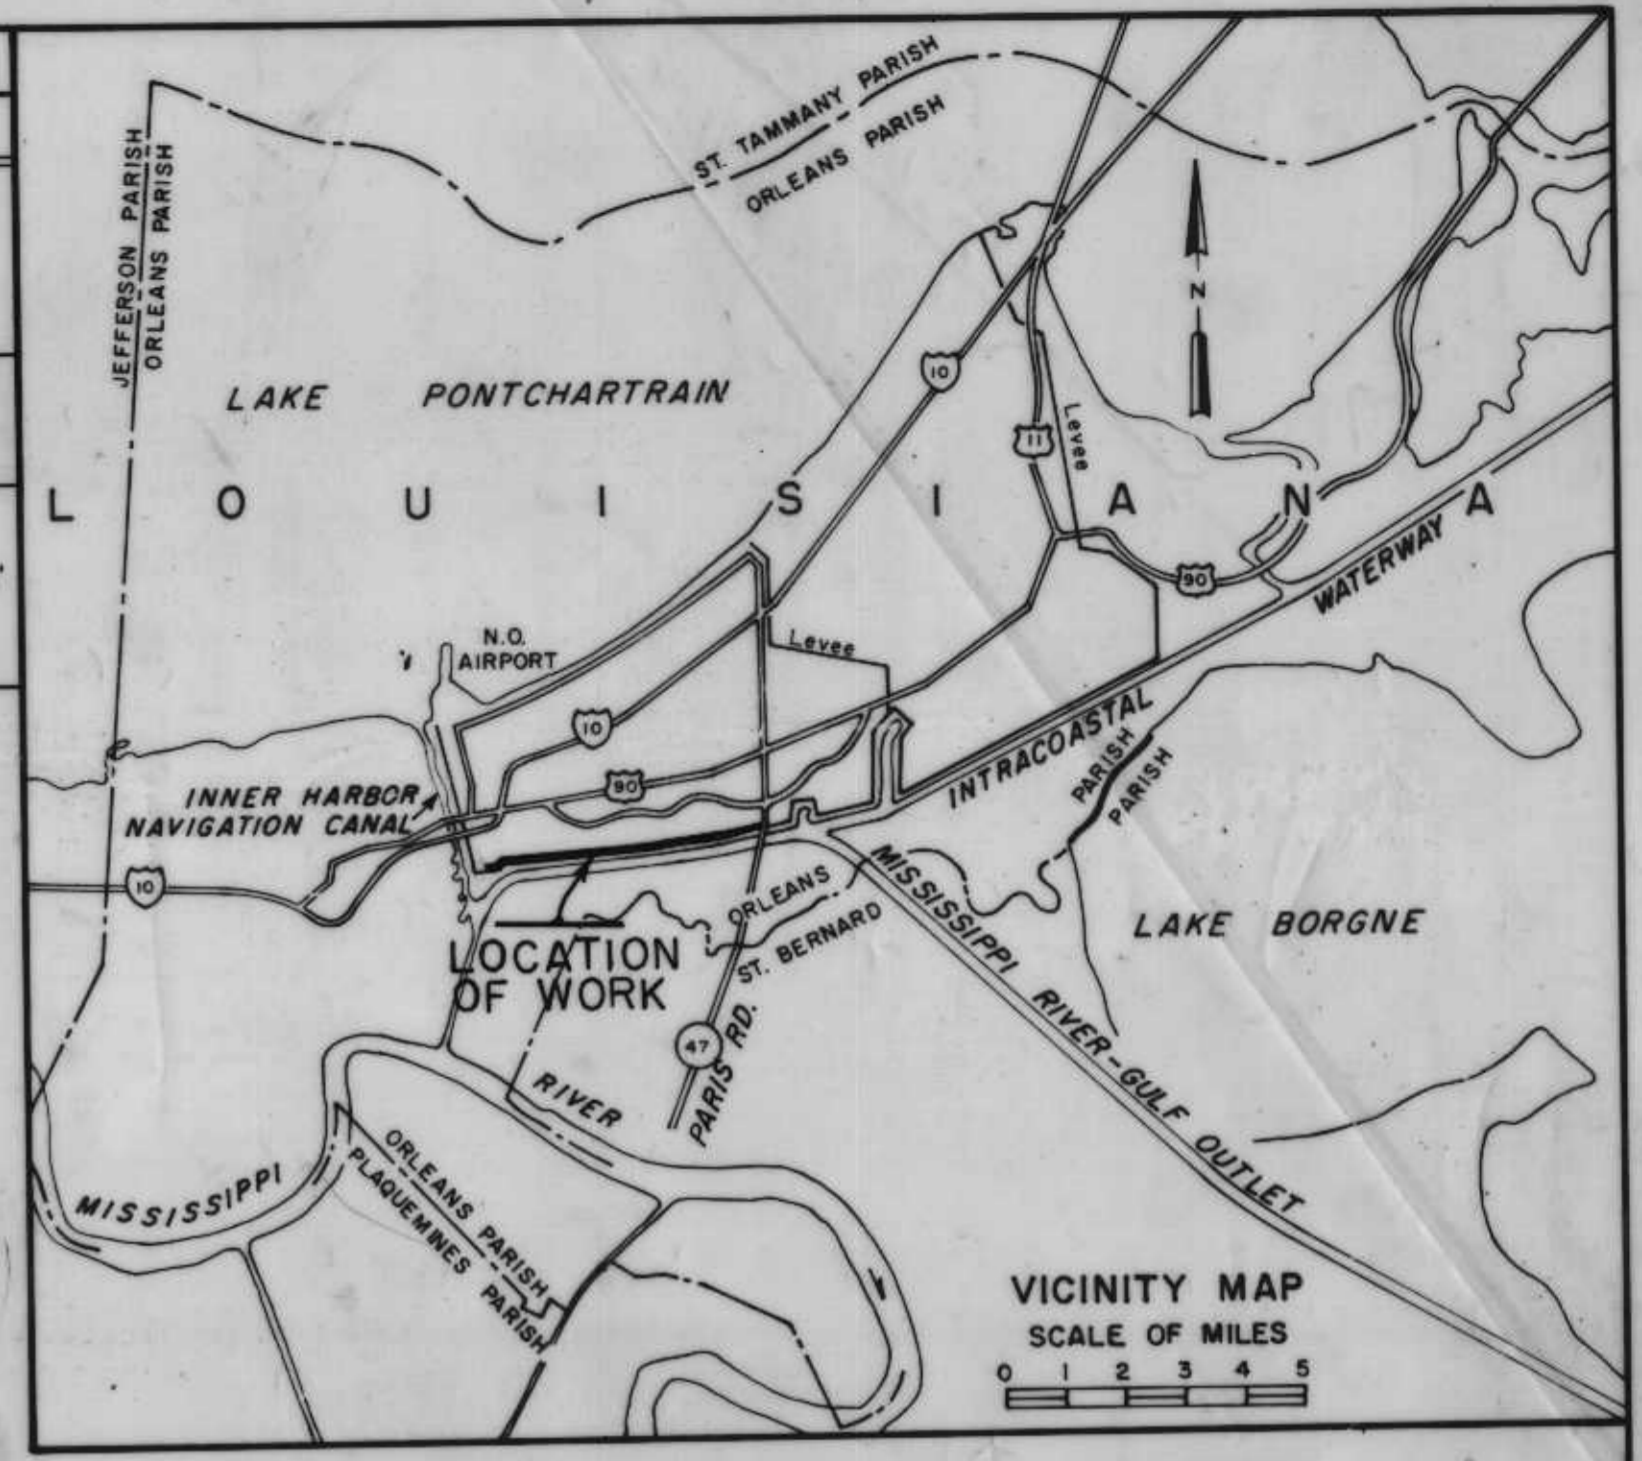 ST. TAMMANY PARISH
ORLEANS PARISH
JEFFERSON PARISH
ORLEANS PARISH
N
10
LAKE PONTCHARTRAIN
11
Levee
L O U I S I A N A
90
WATERWAY
N.O.
AIRPORT
Levee
10
INTRACOASTAL
PARISH
PARISH
90
INNER HARBOR
NAVIGATION CANAL
10
ORLEANS
ST. BERNARD
MISSISSIPPI RIVER-GULF OUTLET
LAKE BORGNE
LOCATION
OF WORK
47
PARIS RD.
RIVER
MISSISSIPPI
ORLEANS PARISH
PLAQUEMINES PARISH
VICINITY MAP
SCALE OF MILES
0 1 2 3 4 5